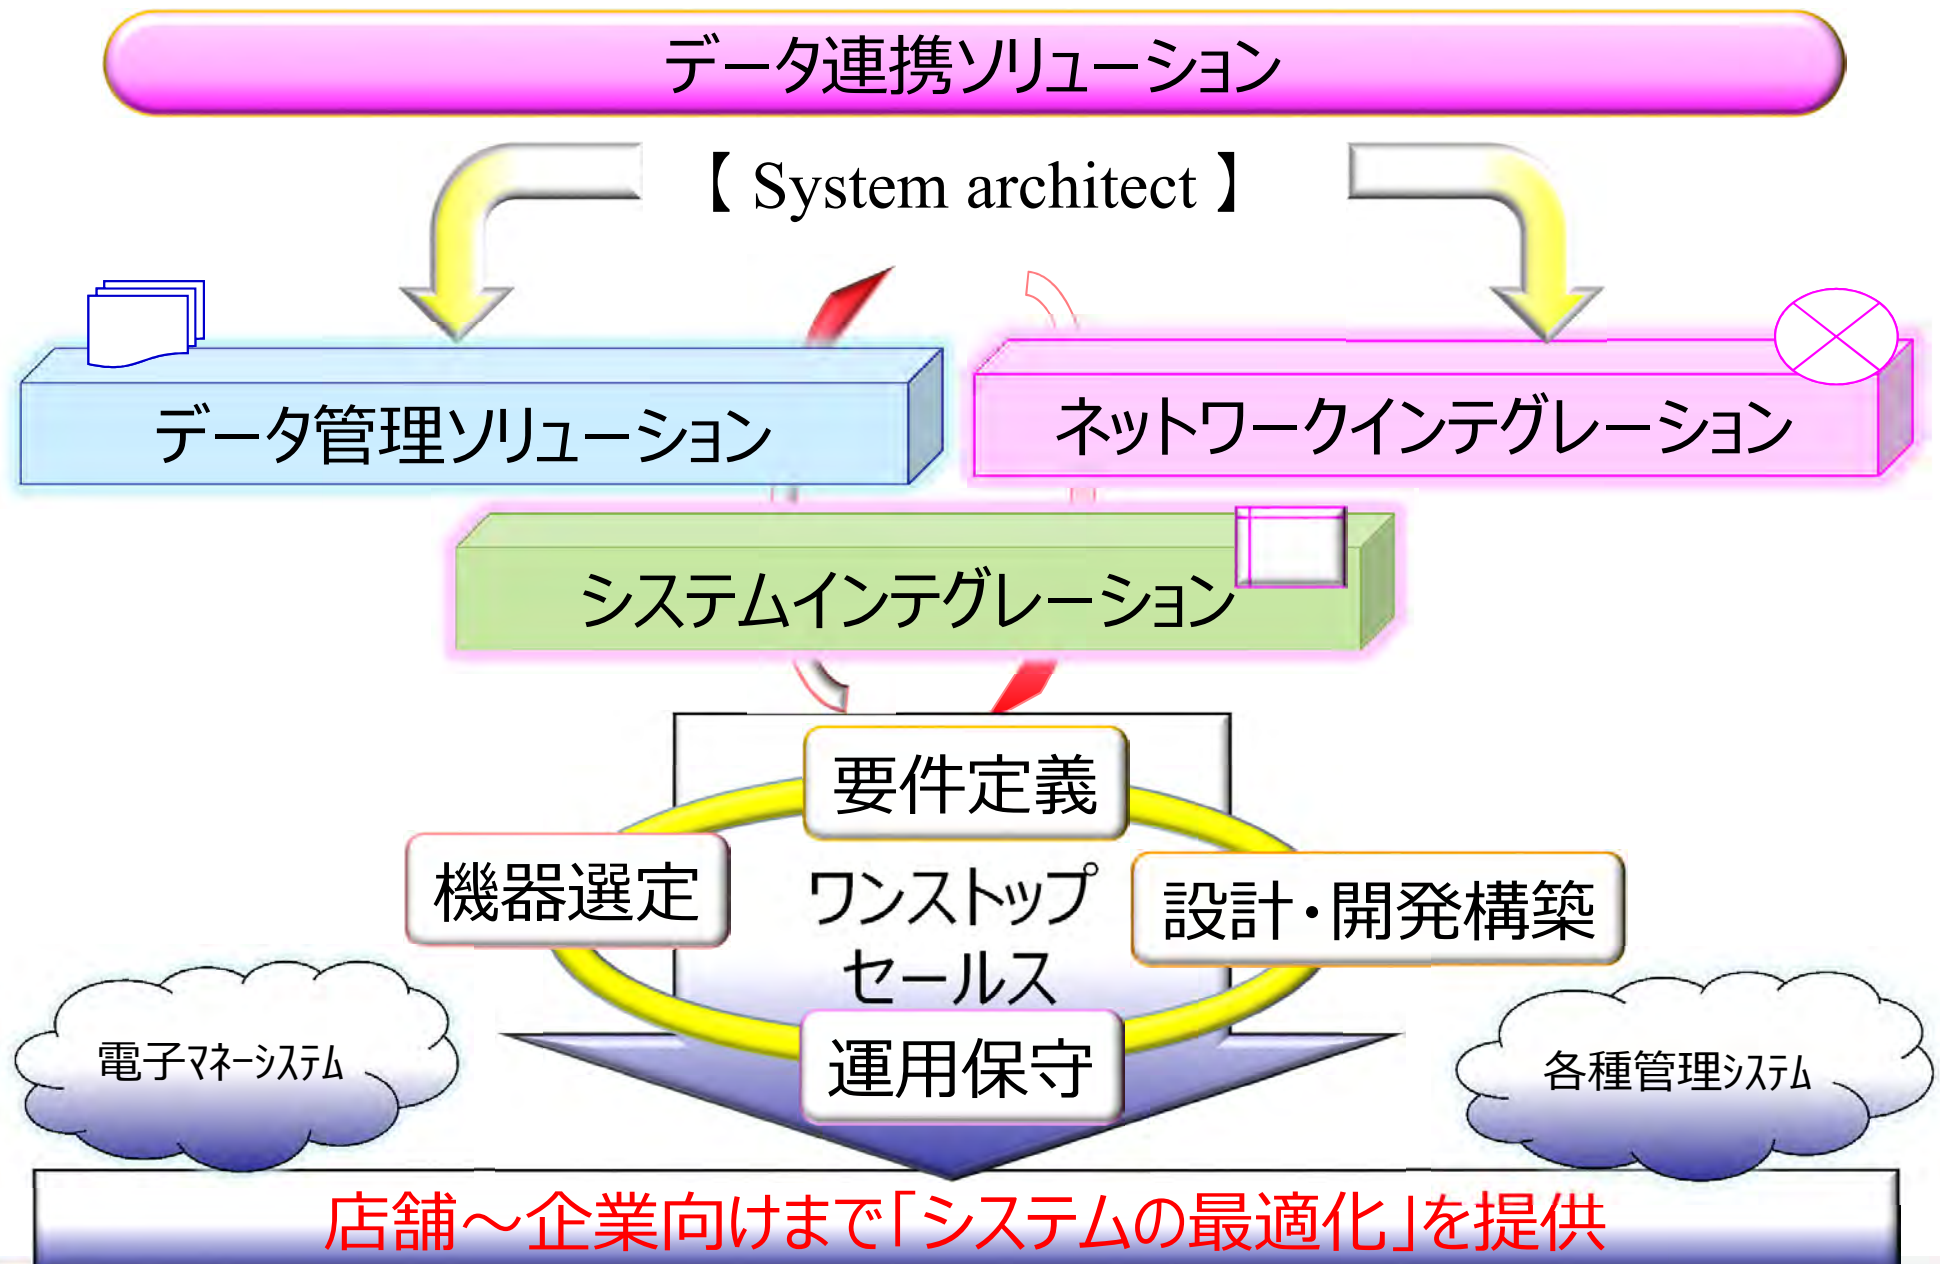 データ連携ソリューション
【 System architect 】
データ管理ソリューション
ネットワークインテグレーション
システムインテグレーション
要件定義
機器選定
ワンストップ
セールス
設計・開発構築
運用保守
電子マネーシステム
各種管理システム
店舗～企業向けまで「システムの最適化」を提供